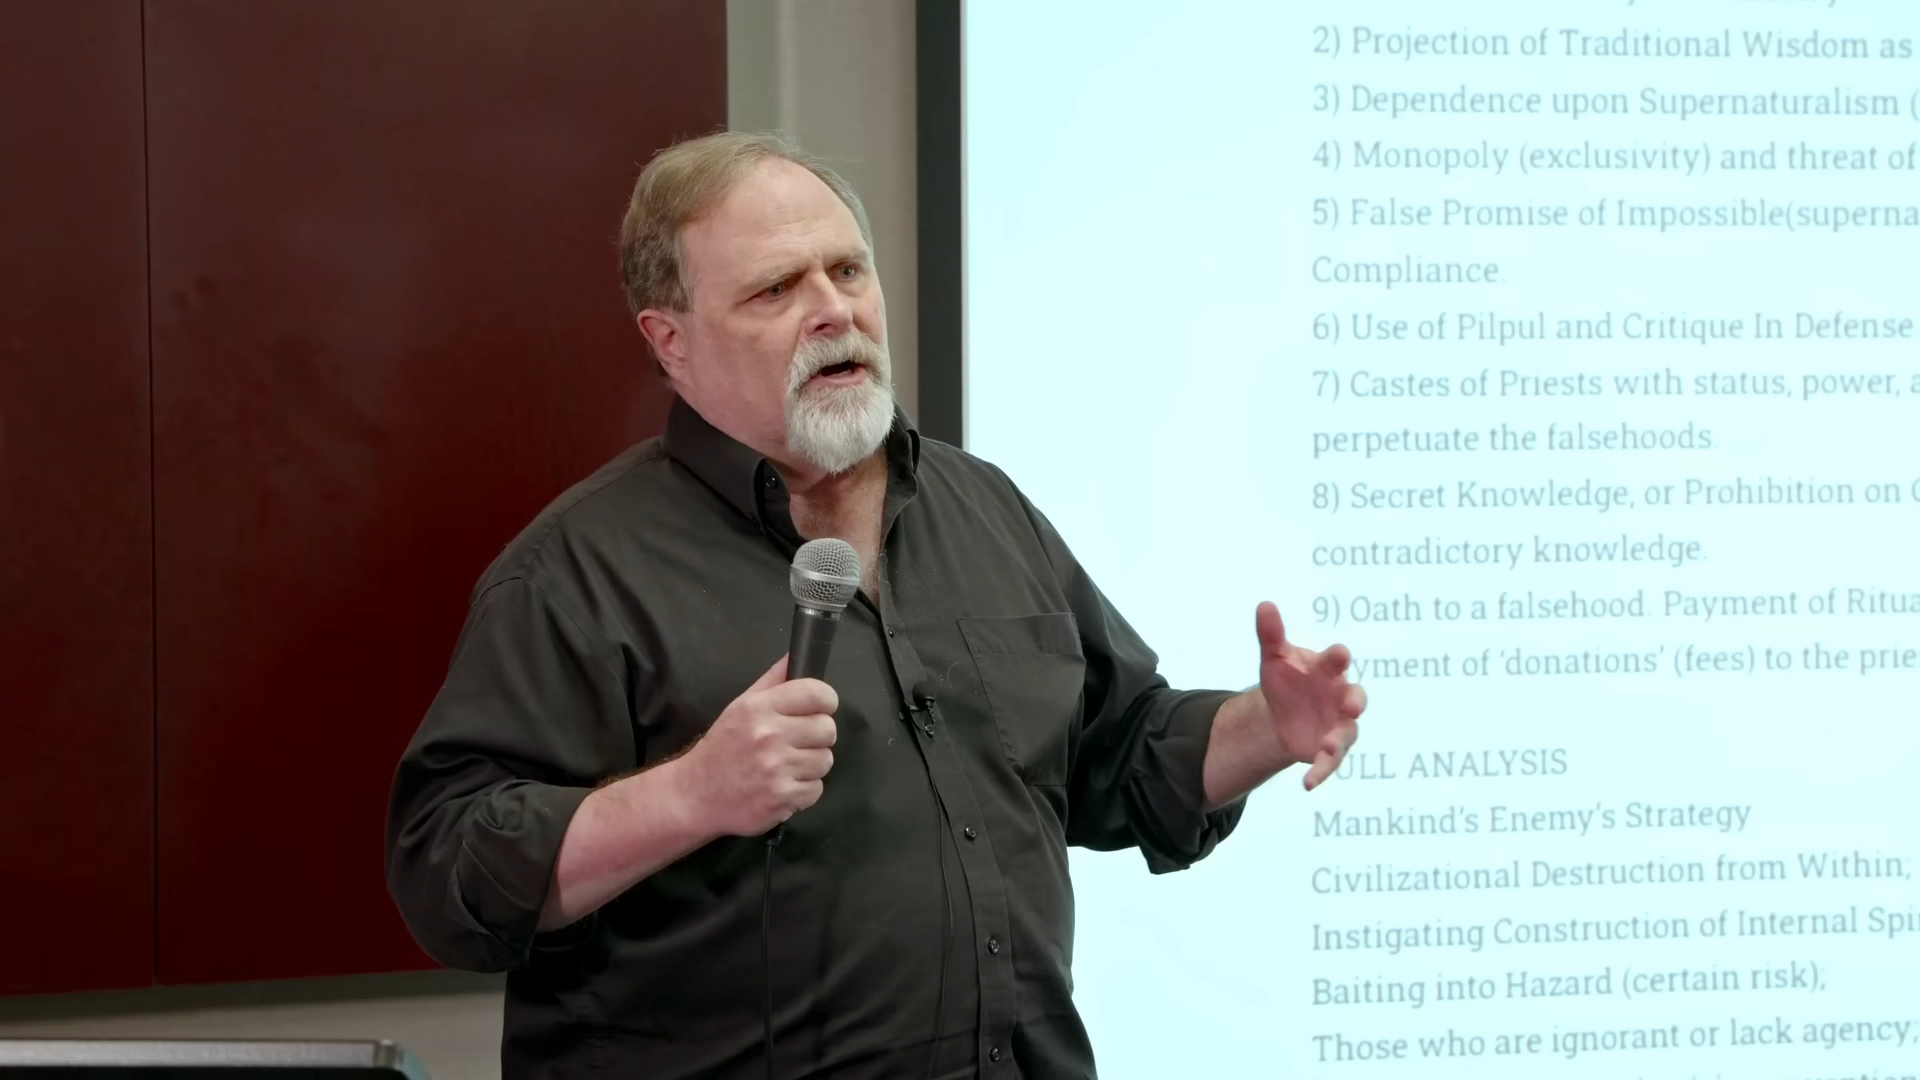 2) Projection of Traditional Wisdom as
3) Dependence upon Supernaturalism (
4) Monopoly (exclusivity) and threat of
5) False Promise of Impossible(superna
Compliance.
6) Use of Pilpul and Critique In Defense
7) Castes of Priests with status, power, a
perpetuate the falsehoods.
8) Secret Knowledge, or Prohibition on C
contradictory knowledge.
9) Oath to a falsehood. Payment of Ritua
yment of 'donations' (fees) to the prie
ULL ANALYSIS
Mankind's Enemy's Strategy
Civilizational Destruction from Within;
Instigating Construction of Internal Spi
Baiting into Hazard (certain risk);
Those who are ignorant or lack agency;